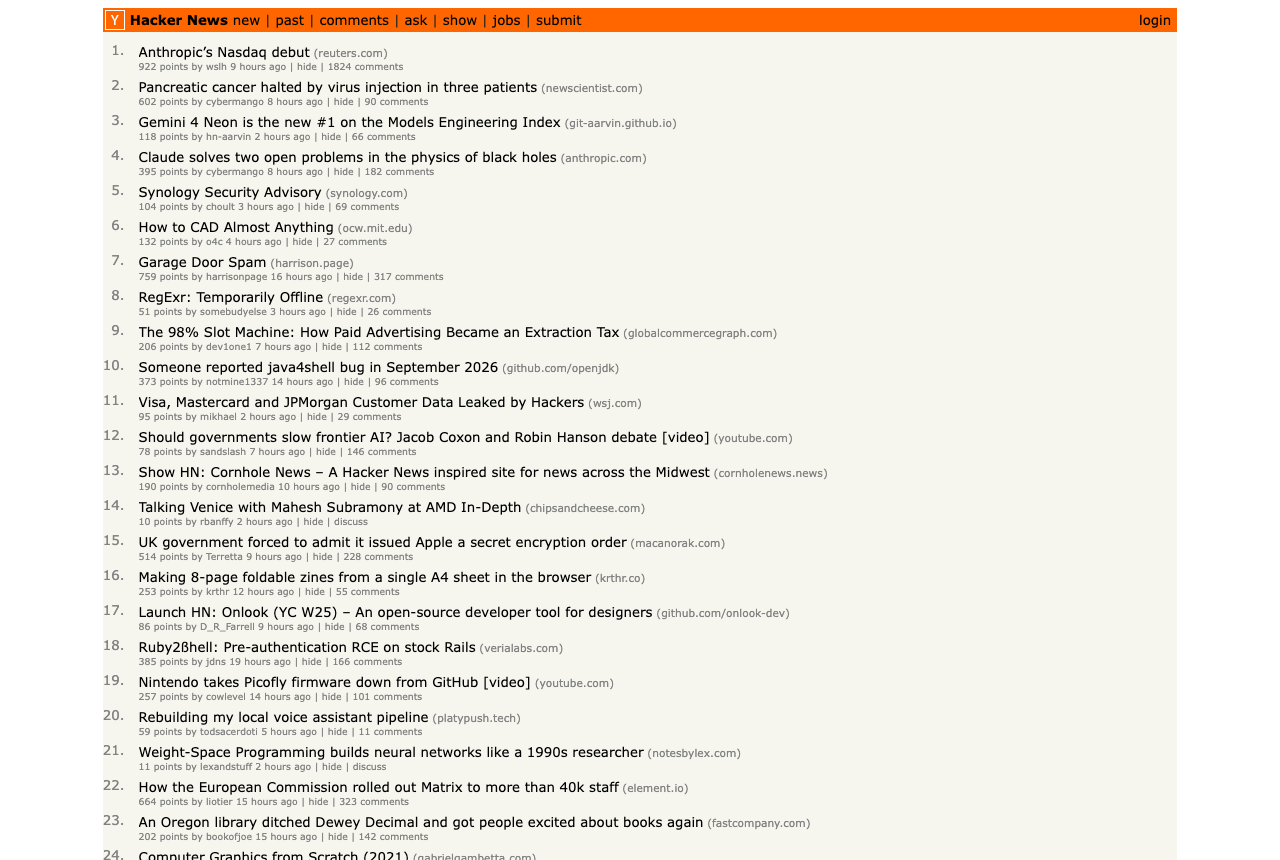 Y Hacker News new | past | comments | ask | show | jobs | submit login
1. Anthropic’s Nasdaq debut (reuters.com)
922 points by wslh 9 hours ago | hide | 1824 comments
2. Pancreatic cancer halted by virus injection in three patients (newscientist.com)
602 points by cybermango 8 hours ago | hide | 90 comments
3. Gemini 4 Neon is the new #1 on the Models Engineering Index (git-aarvin.github.io)
118 points by hn-aarvin 2 hours ago | hide | 66 comments
4. Claude solves two open problems in the physics of black holes (anthropic.com)
395 points by cybermango 8 hours ago | hide | 182 comments
5. Synology Security Advisory (synology.com)
104 points by choult 3 hours ago | hide | 69 comments
6. How to CAD Almost Anything (ocw.mit.edu)
132 points by o4c 4 hours ago | hide | 27 comments
7. Garage Door Spam (harrison.page)
759 points by harrisonpage 16 hours ago | hide | 317 comments
8. RegExr: Temporarily Offline (regexr.com)
51 points by somebudyelse 3 hours ago | hide | 26 comments
9. The 98% Slot Machine: How Paid Advertising Became an Extraction Tax (globalcommercegraph.com)
206 points by dev1one1 7 hours ago | hide | 112 comments
10. Someone reported java4shell bug in September 2026 (github.com/openjdk)
373 points by notmine1337 14 hours ago | hide | 96 comments
11. Visa, Mastercard and JPMorgan Customer Data Leaked by Hackers (wsj.com)
95 points by mikhael 2 hours ago | hide | 29 comments
12. Should governments slow frontier AI? Jacob Coxon and Robin Hanson debate [video] (youtube.com)
78 points by sandslash 7 hours ago | hide | 146 comments
13. Show HN: Cornhole News – A Hacker News inspired site for news across the Midwest (cornholenews.news)
190 points by cornholemedia 10 hours ago | hide | 90 comments
14. Talking Venice with Mahesh Subramony at AMD In-Depth (chipsandcheese.com)
10 points by rbanffy 2 hours ago | hide | discuss
15. UK government forced to admit it issued Apple a secret encryption order (macanorak.com)
514 points by Terretta 9 hours ago | hide | 228 comments
16. Making 8-page foldable zines from a single A4 sheet in the browser (krthr.co)
253 points by krthr 12 hours ago | hide | 55 comments
17. Launch HN: Onlook (YC W25) – An open-source developer tool for designers (github.com/onlook-dev)
86 points by D_R_Farrell 9 hours ago | hide | 68 comments
18. Ruby2ßhell: Pre-authentication RCE on stock Rails (verialabs.com)
385 points by jdns 19 hours ago | hide | 166 comments
19. Nintendo takes Picofly firmware down from GitHub [video] (youtube.com)
257 points by cowlevel 14 hours ago | hide | 101 comments
20. Rebuilding my local voice assistant pipeline (platypush.tech)
59 points by todsacerdoti 5 hours ago | hide | 11 comments
21. Weight-Space Programming builds neural networks like a 1990s researcher (notesbylex.com)
11 points by lexandstuff 2 hours ago | hide | discuss
22. How the European Commission rolled out Matrix to more than 40k staff (element.io)
664 points by liotier 15 hours ago | hide | 323 comments
23. An Oregon library ditched Dewey Decimal and got people excited about books again (fastcompany.com)
202 points by bookofjoe 15 hours ago | hide | 142 comments
24. Computer Graphics from Scratch (2021) (gabrielgambetta.com)